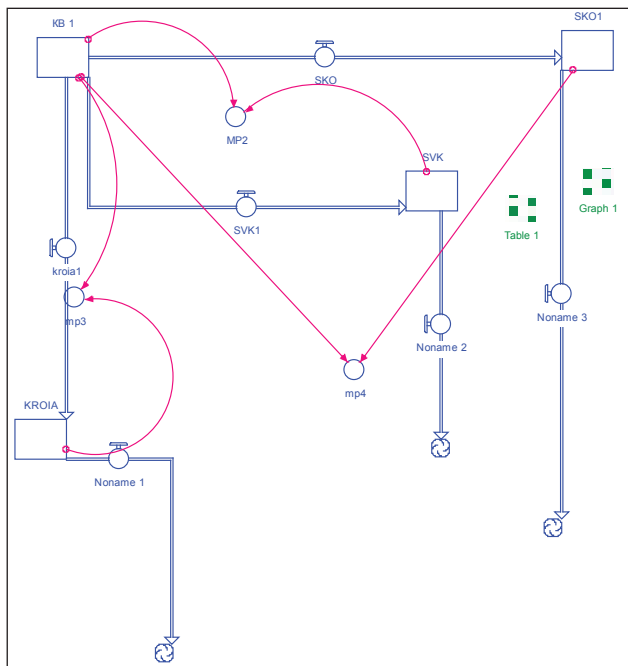 KB 1
SKO1
SKO
MP2
SVK
Graph 1
SVK1
Table 1
kroia1
mp3
Noname 3
Noname 2
mp4
KROIA
Noname 1